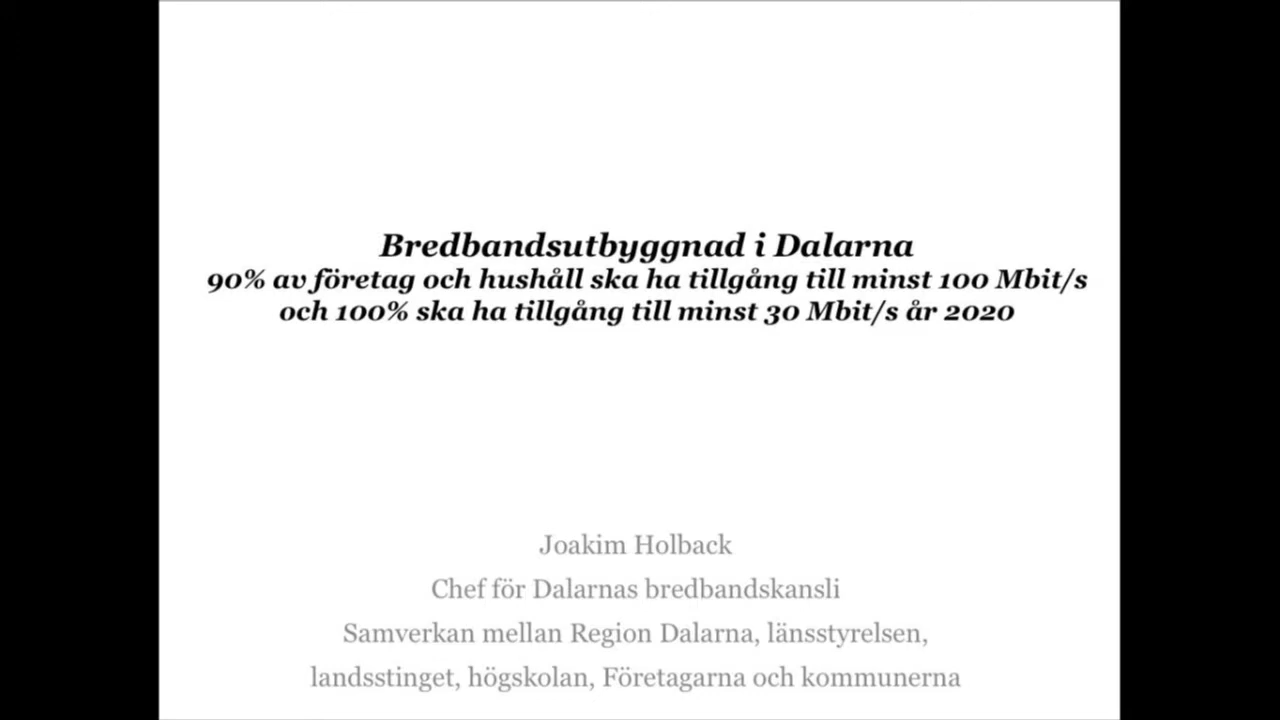 Bredbandsutbyggnad i Dalarna
90% av företag och hushåll ska ha tillgång till minst 100 Mbit/s
och 100% ska ha tillgång till minst 30 Mbit/s år 2020
Joakim Holback
Chef för Dalarnas bredbandskansli
Samverkan mellan Region Dalarna, länsstyrelsen,
landsstinget, högskolan, Företagarna och kommunerna